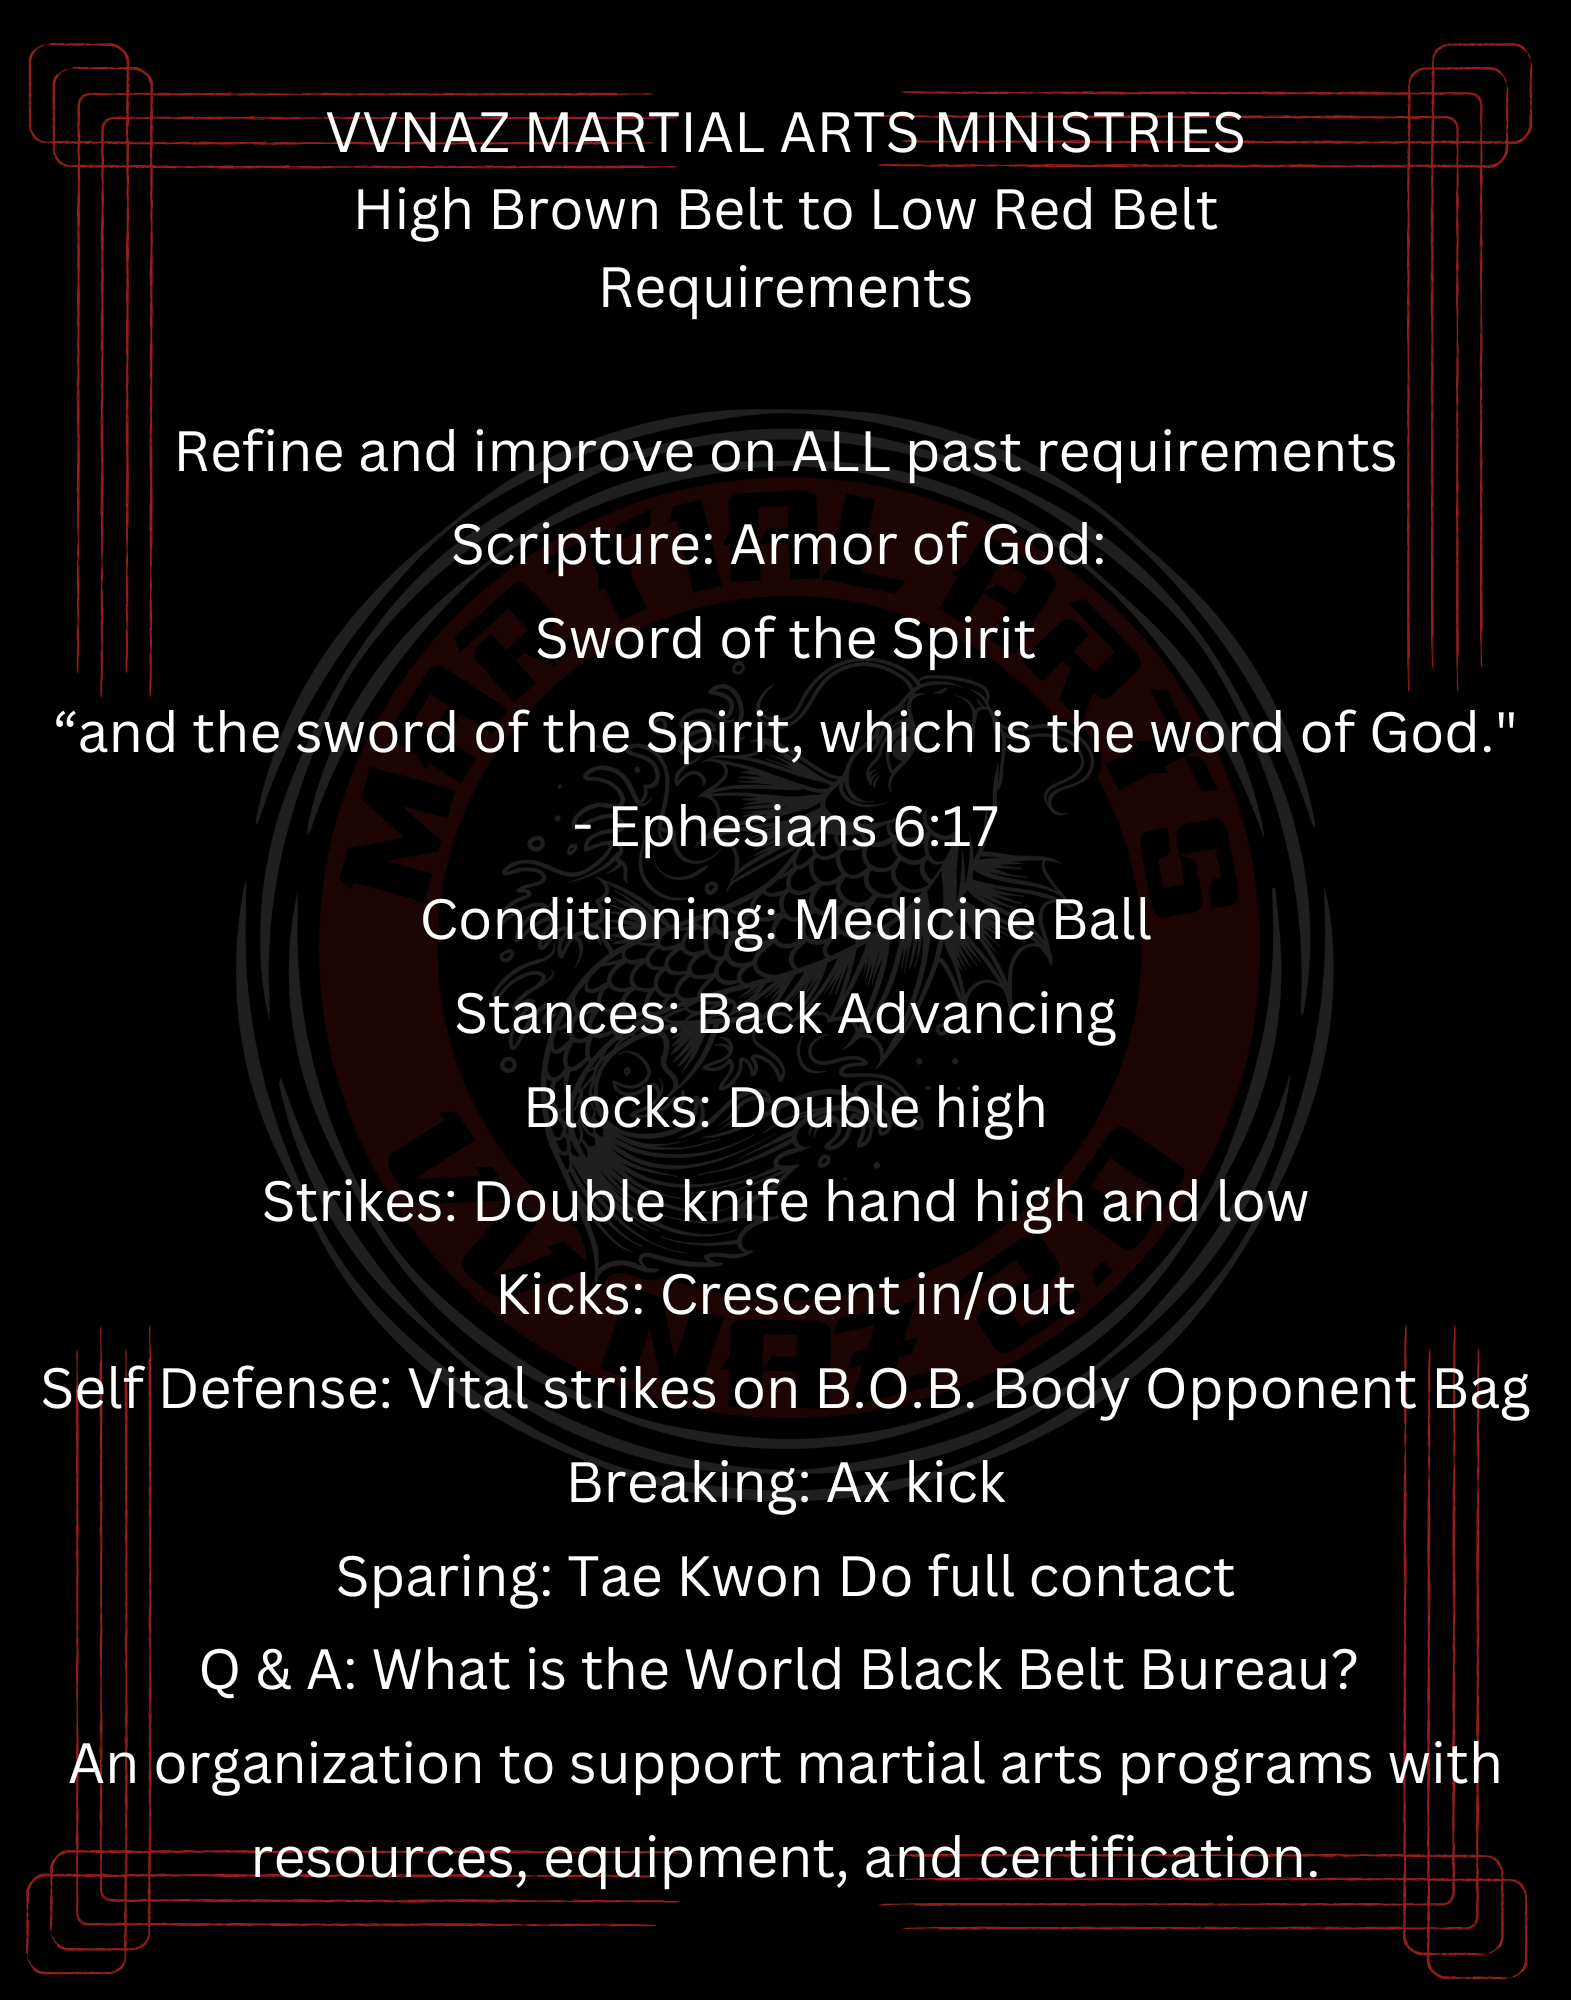 VVNAZ MARTIAL ARTS MINISTRIES
High Brown Belt to Low Red Belt
Requirements
Refine and improve on ALL past requirements
Scripture: Armor of God:
Sword of the Spirit
“and the sword of the Spirit, which is the word of God."
- Ephesians 6:17
Conditioning: Medicine Ball
Stances: Back Advancing
Blocks: Double high
Strikes: Double knife hand high and low
Kicks: Crescent in/out
Self Defense: Vital strikes on B.O.B. Body Opponent Bag
Breaking: Ax kick
Sparing: Tae Kwon Do full contact
Q & A: What is the World Black Belt Bureau?
An organization to support martial arts programs with
resources, equipment, and certification.
MARTIAL ARTS